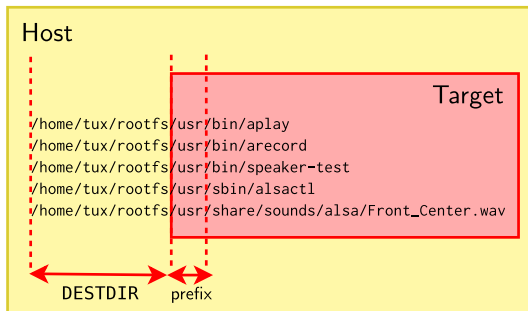 Host
Target
/home/tux/rootfs/usr/bin/aplay
/home/tux/rootfs/usr/bin/arecord
/home/tux/rootfs/usr/bin/speaker-test
/home/tux/rootfs/usr/sbin/alsactl
/home/tux/rootfs/usr/share/sounds/alsa/Front_Center.wav
DESTDIR prefix